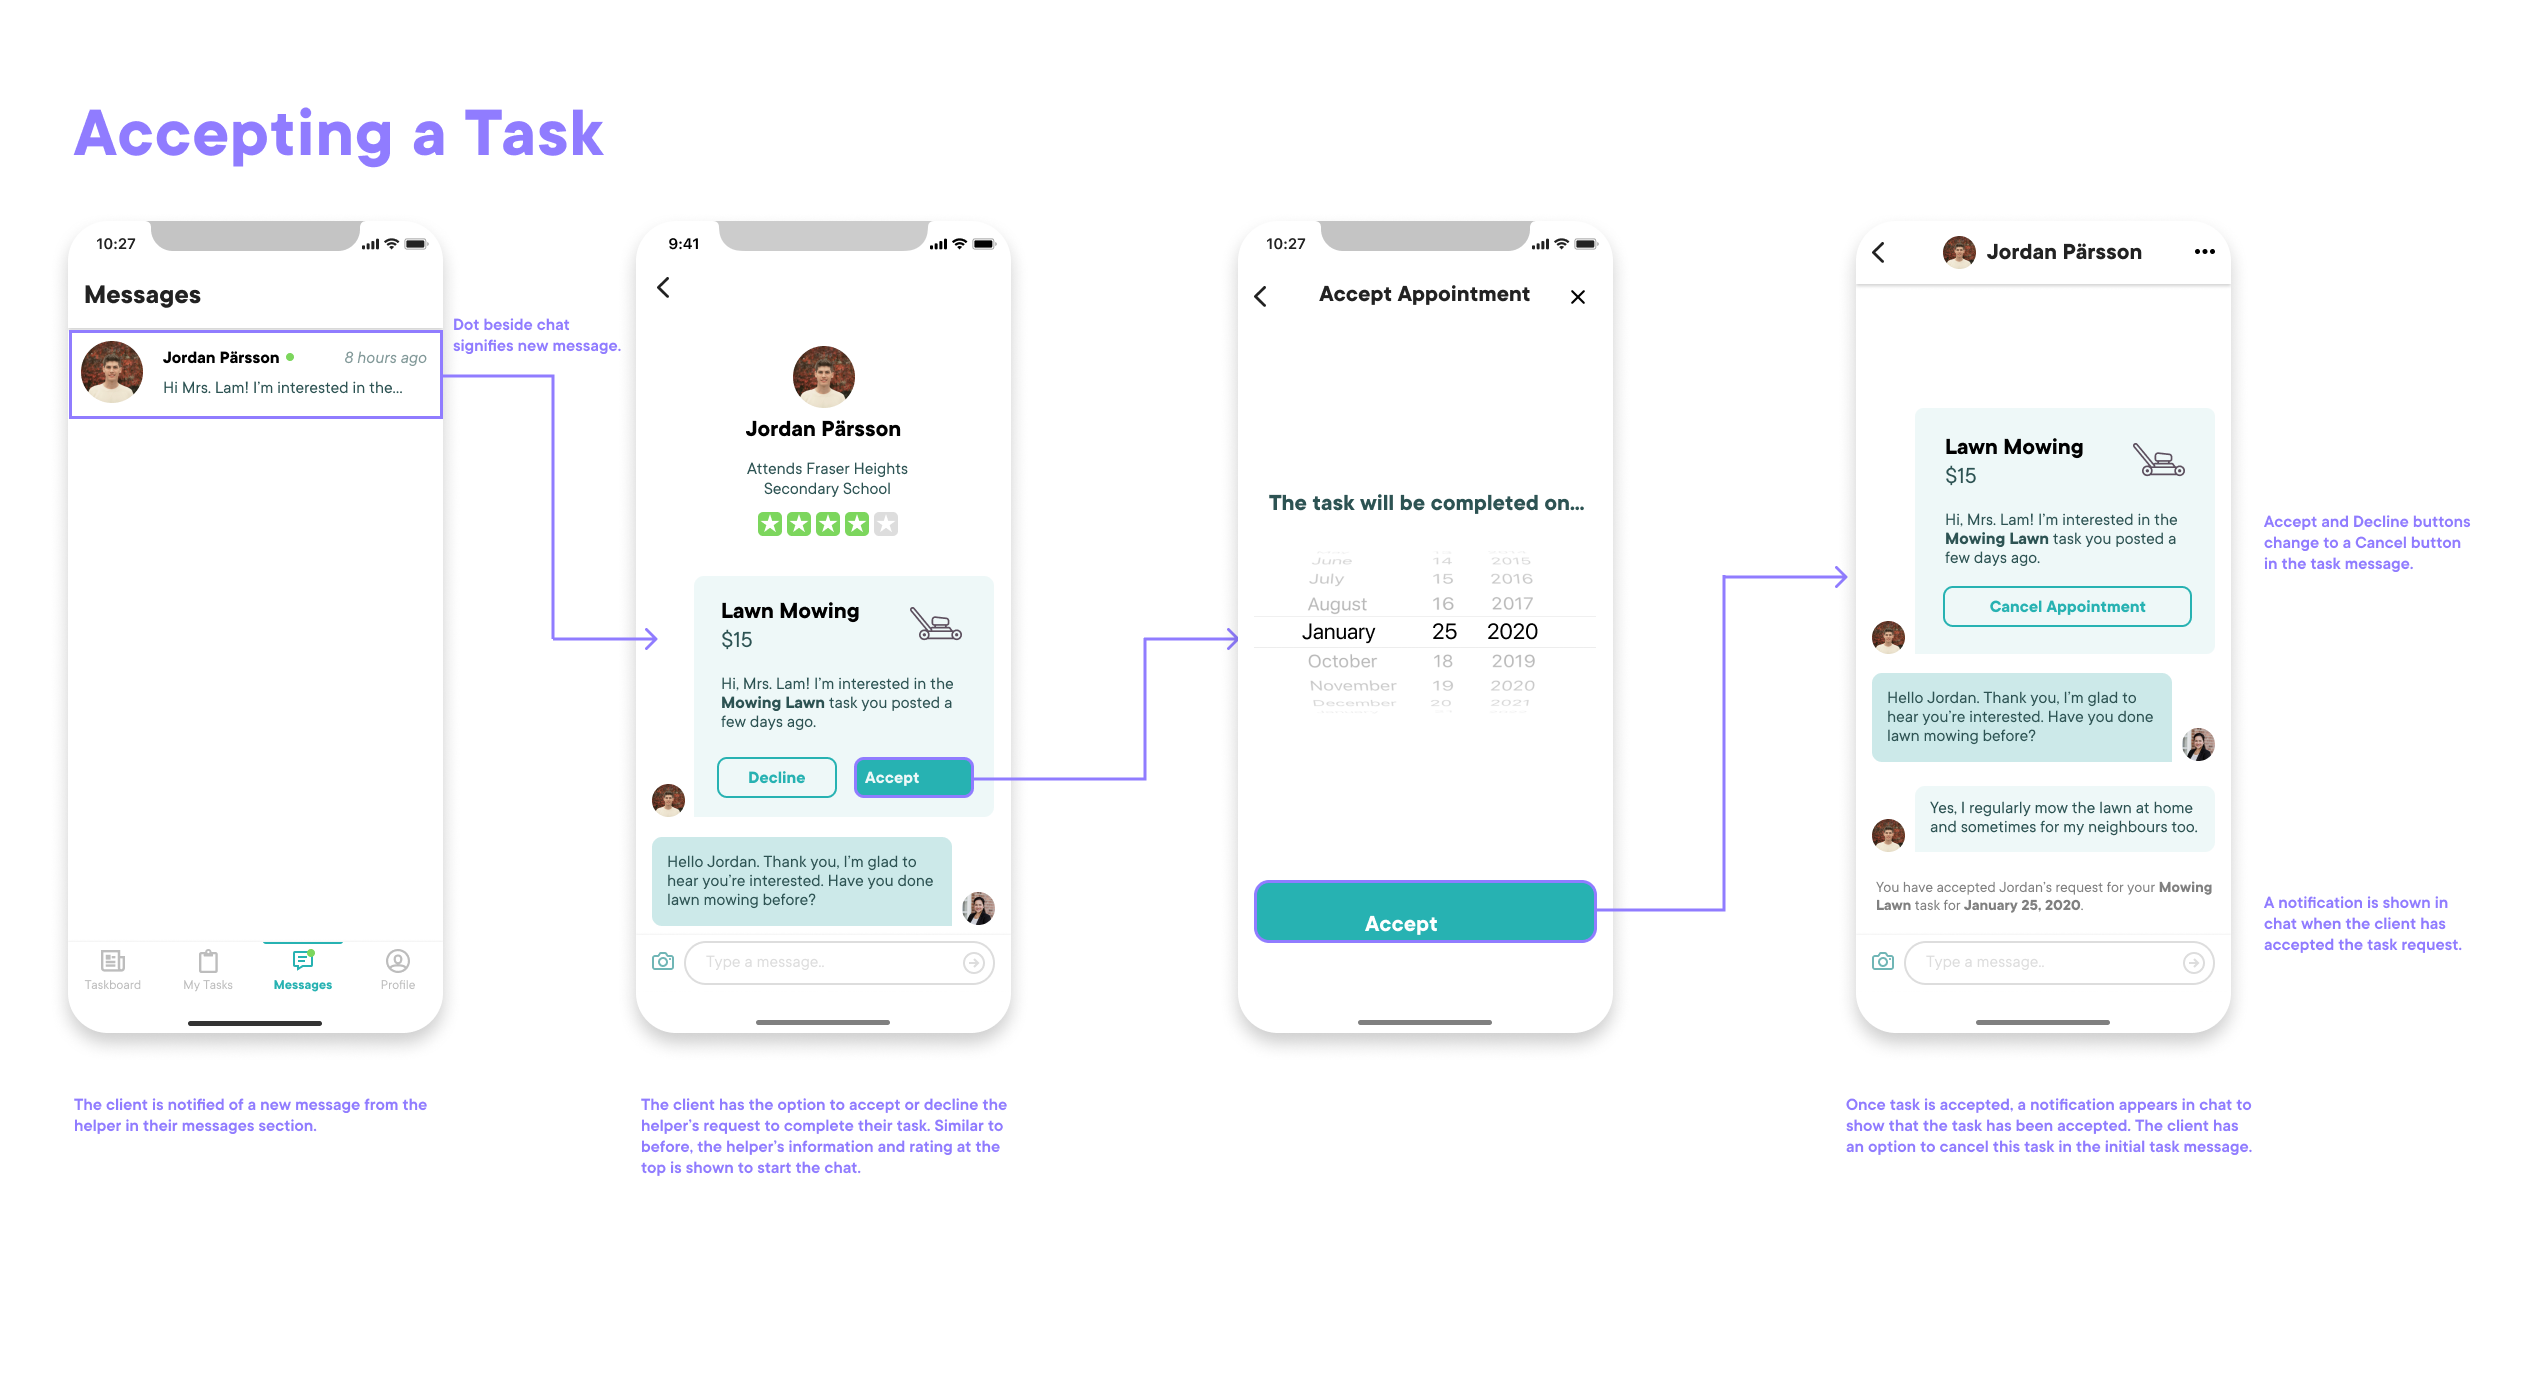 Accepting a Task
10:27
Messages
Jordan Pärsson
8 hours ago
Hi Mrs. Lam! I'm interested in the...
Taskboard
My Tasks
Messages
Profile
Dot beside chat
signifies new message.
The client is notified of a new message from the
helper in their messages section.
9:41
Jordan Pärsson
Attends Fraser Heights
Secondary School
Lawn Mowing
$15
Hi, Mrs. Lam! I'm interested in the
Mowing Lawn task you posted a
few days ago.
Decline
Accept
Hello Jordan. Thank you, I'm glad to
hear you're interested. Have you done
lawn mowing before?
Type a message..
The client has the option to accept or decline the
helper's request to complete their task. Similar to
before, the helper's information and rating at the
top is shown to start the chat.
10:27
Accept Appointment
The task will be completed on...
June 14 2015
July 15 2016
August 16 2017
January 25 2020
October 18 2019
November 19 2020
December 20 2021
Accept
Jordan Pärsson
Lawn Mowing
$15
Hi, Mrs. Lam! I'm interested in the
Mowing Lawn task you posted a
few days ago.
Cancel Appointment
Hello Jordan. Thank you, I'm glad to
hear you're interested. Have you done
lawn mowing before?
Yes, I regularly mow the lawn at home
and sometimes for my neighbours too.
You have accepted Jordan's request for your Mowing
Lawn task for January 25, 2020.
Type a message..
Accept and Decline buttons
change to a Cancel button
in the task message.
A notification is shown in
chat when the client has
accepted the task request.
Once task is accepted, a notification appears in chat to
show that the task has been accepted. The client has
an option to cancel this task in the initial task message.